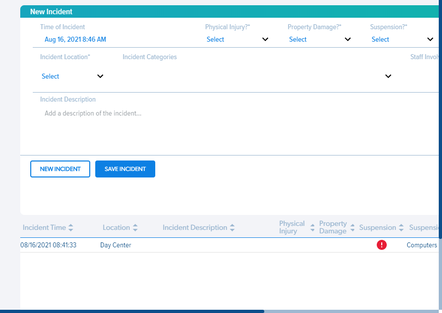 New Incident
Time of Incident Physical Injury?* Property Damage?* Suspension?*
Aug 16, 2021 8:46 AM Select Select Select
Incident Location* Incident Categories Staff
Select
Incident Description
Add a description of the incident...
NEW INCIDENT SAVE INCIDENT
Incident Time Location Incident Description Physical Injury Property Damage Suspension
08/16/2021 08:41:33 Day Center Computers